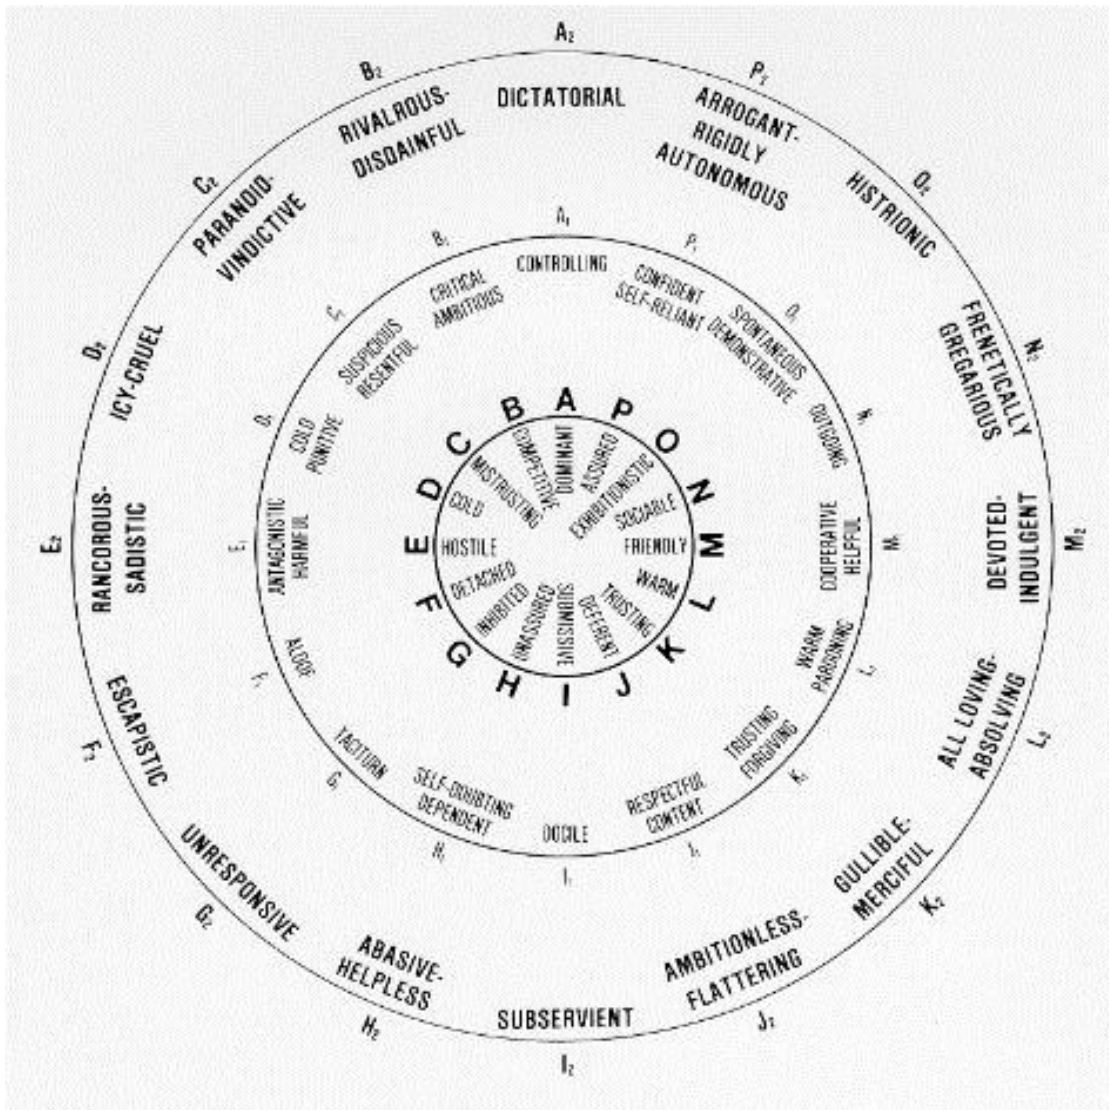 A₂
P₂
O₂
N₂
M₂
L₂
K₂
J₂
I₂
H₂
G₂
F₂
E₂
D₂
C₂
B₂
DICTATORIAL
ARROGANT-
RIGIDLY
AUTONOMOUS
HISTRIONIC
FRENETICALLY
GREGARIOUS
DEVOTED-
INDULGENT
ALL LOVING-
ABSOLVING
GULLIBLE-
MERCIFUL
AMBITIONLESS-
FLATTERING
SUBSERVIENT
ABASIVE-
HELPLESS
UNRESPONSIVE
ESCAPISTIC
RANCOROUS-
SADISTIC
ICY-CRUEL
PARANOID-
VINDICTIVE
RIVALROUS-
DISDAINFUL
A₁
P₁
O₁
N₁
M₁
L₁
K₁
J₁
I₁
H₁
G₁
F₁
E₁
D₁
C₁
B₁
CONTROLLING
CONFIDENT
SELF-RELIANT
SPONTANEOUS
DEMONSTRATIVE
OUTGOING
COOPERATIVE
HELPFUL
WARM
PARDONING
TRUSTING
FORGIVING
RESPECTFUL
CONTENT
DOCILE
SELF-DOUBTING
DEPENDENT
TACITURN
ALOOF
ANTAGONISTIC
HARMFUL
COLD
PUNITIVE
SUSPICIOUS
RESENTFUL
CRITICAL
AMBITIOUS
A
P
O
N
M
L
K
J
I
H
G
F
E
D
C
B
DOMINANT
ASSURED
EXHIBITIONISTIC
SOCIABLE
FRIENDLY
WARM
TRUSTING
DEFERENT
SUBMISSIVE
UNASSURED
INHIBITED
DETACHED
HOSTILE
COLD
MISTRUSTING
COMPETITIVE